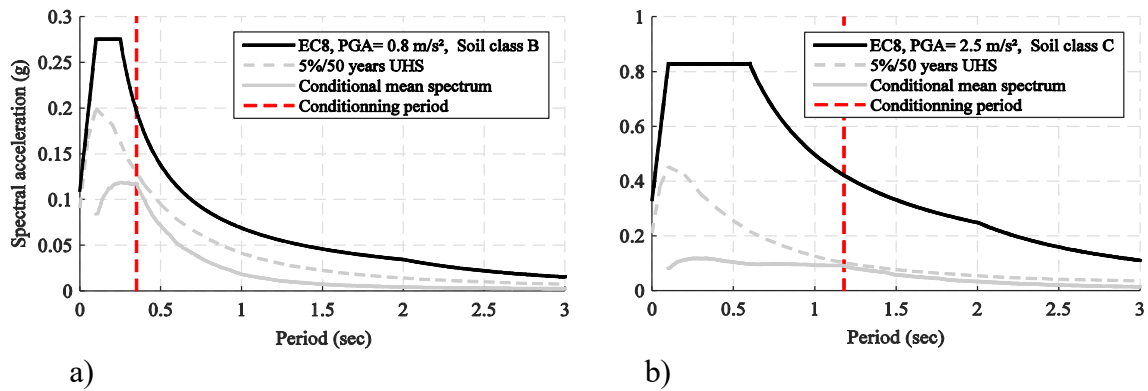 0.3
0.25
0.2
0.15
0.1
0.05
0
Spectral acceleration (g)
EC8, PGA= 0.8 m/s², Soil class B
5%/50 years UHS
Conditional mean spectrum
Conditionning period
0 0.5 1 1.5 2 2.5 3
Period (sec)
a)
1
0.8
0.6
0.4
0.2
0
EC8, PGA= 2.5 m/s², Soil class C
5%/50 years UHS
Conditional mean spectrum
Conditionning period
0 0.5 1 1.5 2 2.5 3
Period (sec)
b)